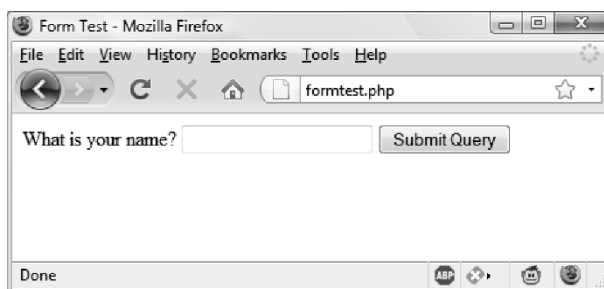 Form Test - Mozilla Firefox
File Edit View History Bookmarks Tools Help
formtest.php
What is your name? Submit Query
Done ABP